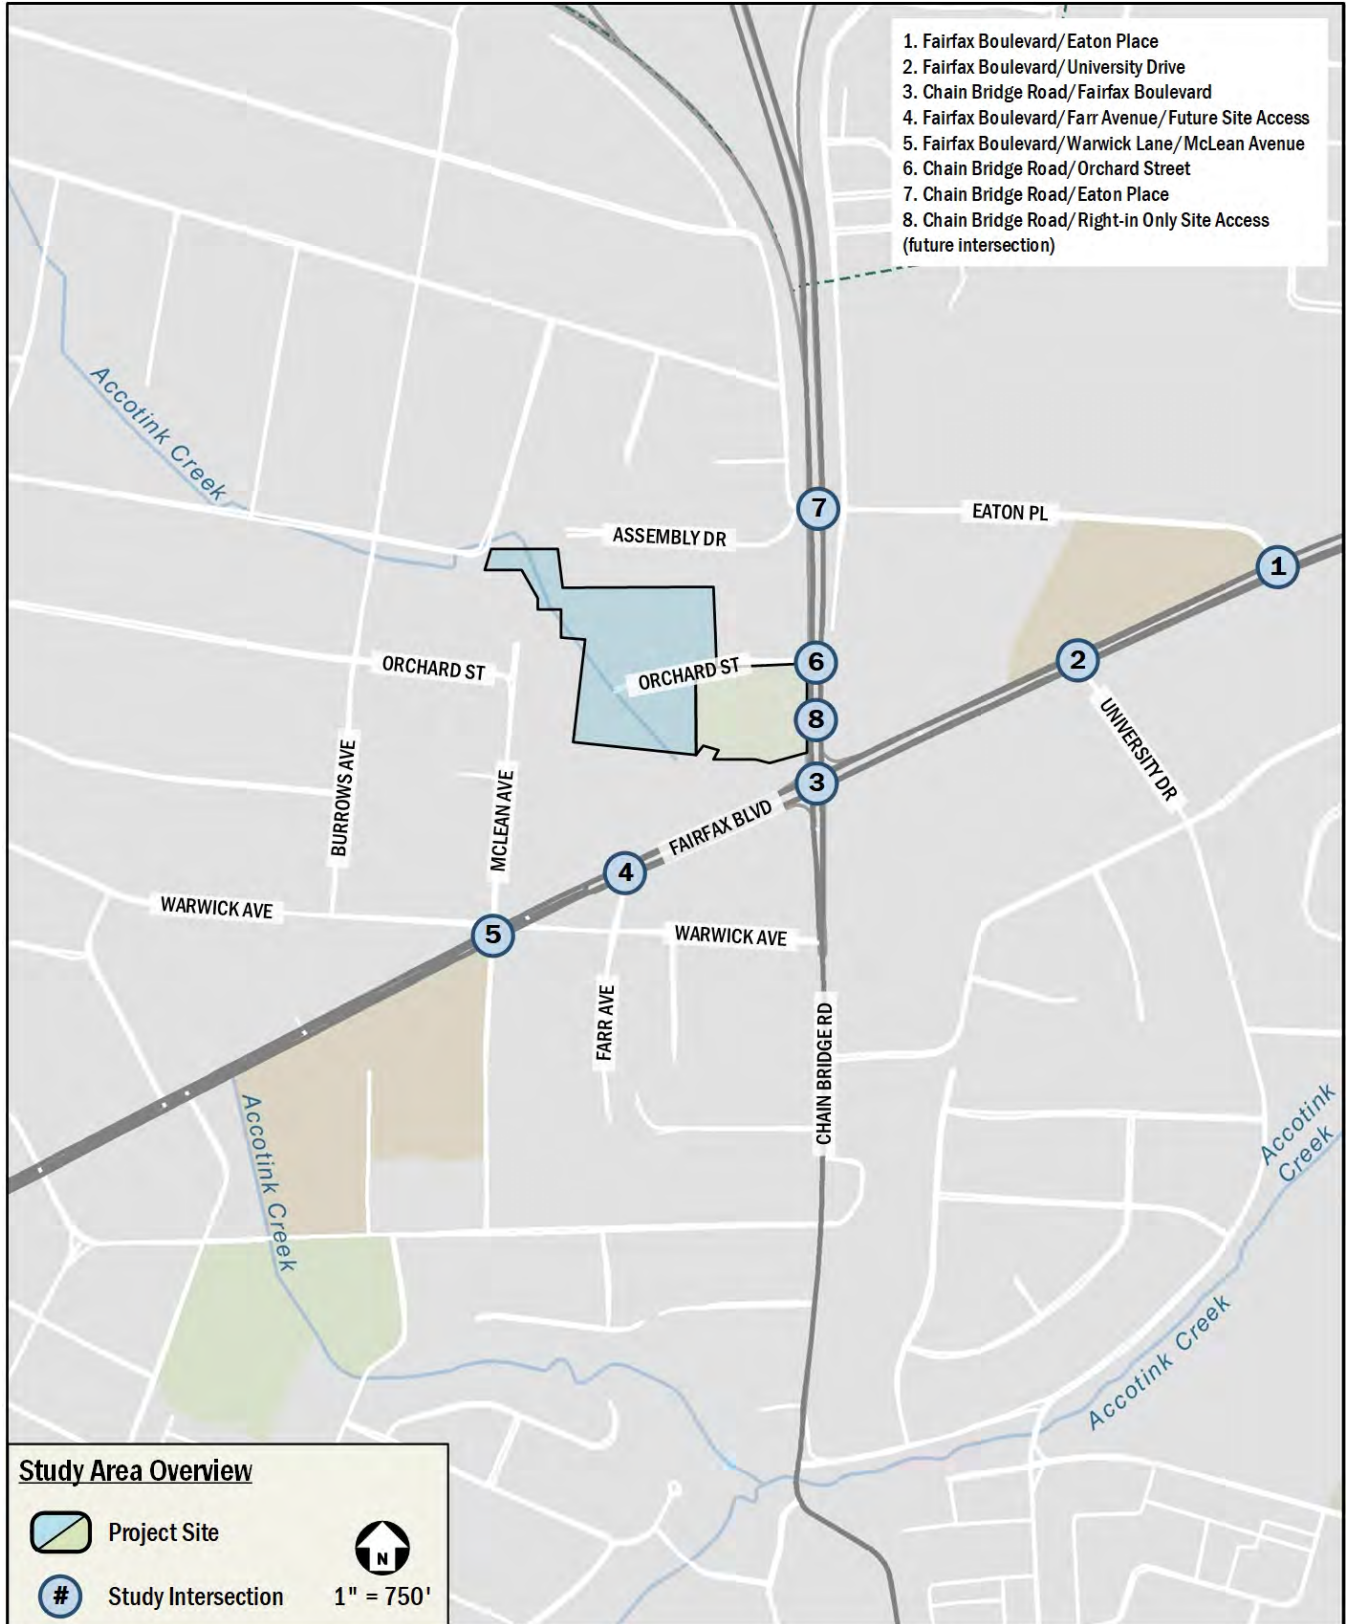 1. Fairfax Boulevard/Eaton Place
2. Fairfax Boulevard/University Drive
3. Chain Bridge Road/Fairfax Boulevard
4. Fairfax Boulevard/Farr Avenue/Future Site Access
5. Fairfax Boulevard/Warwick Lane/McLean Avenue
6. Chain Bridge Road/Orchard Street
7. Chain Bridge Road/Eaton Place
8. Chain Bridge Road/Right-in Only Site Access
(future intersection)
Accotink Creek
7
EATON PL
ASSEMBLY DR
1
ORCHARD ST
ORCHARD ST
6
2
8
UNIVERSITY DR
BURROWS AVE
MCLEAN AVE
3
FAIRFAX BLVD
4
WARWICK AVE
5
WARWICK AVE
FARR AVE
CHAIN BRIDGE RD
Accotink Creek
Accotink
Creek
Accotink Creek
Study Area Overview
Project Site
N
# Study Intersection
1" = 750'